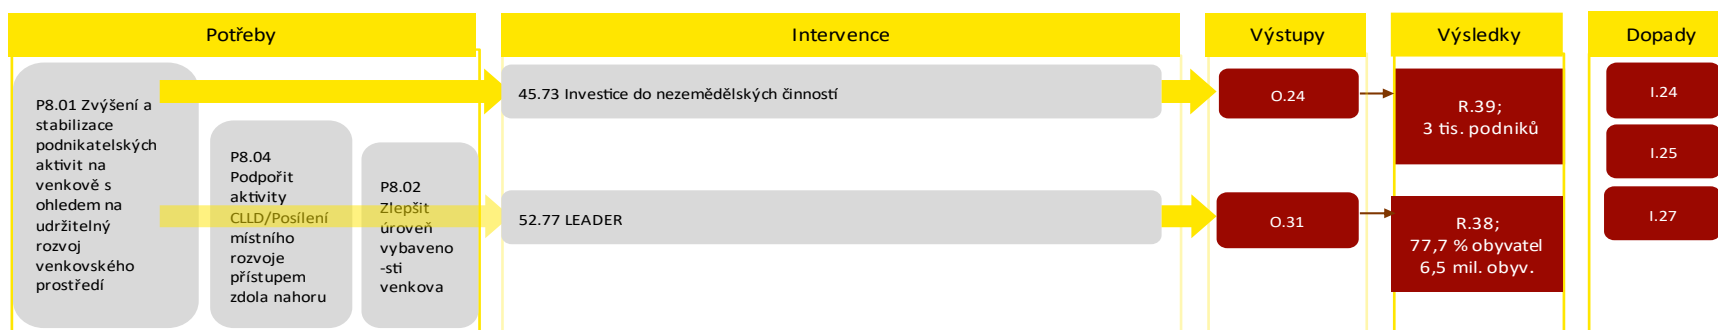 Potřeby
Intervence
Výstupy
Výsledky
Dopady
P8.01 Zvýšení a
stabilizace
podnikatelských
aktivit na
venkově s
ohledem na
udržitelný
rozvoj
venkovského
prostředí
P8.04
Podpořit
aktivity
CLLD/Posílení
místního
rozvoje
přístupem
zdola nahoru
P8.02
Zlepšit
úroveň
vybaveno
-sti
venkova
45.73 Investice do nezemědělských činností
52.77 LEADER
O.24
O.31
R.39;
3 tis. podniků
R.38;
77,7 % obyvatel
6,5 mil. obyv.
I.24
I.25
I.27